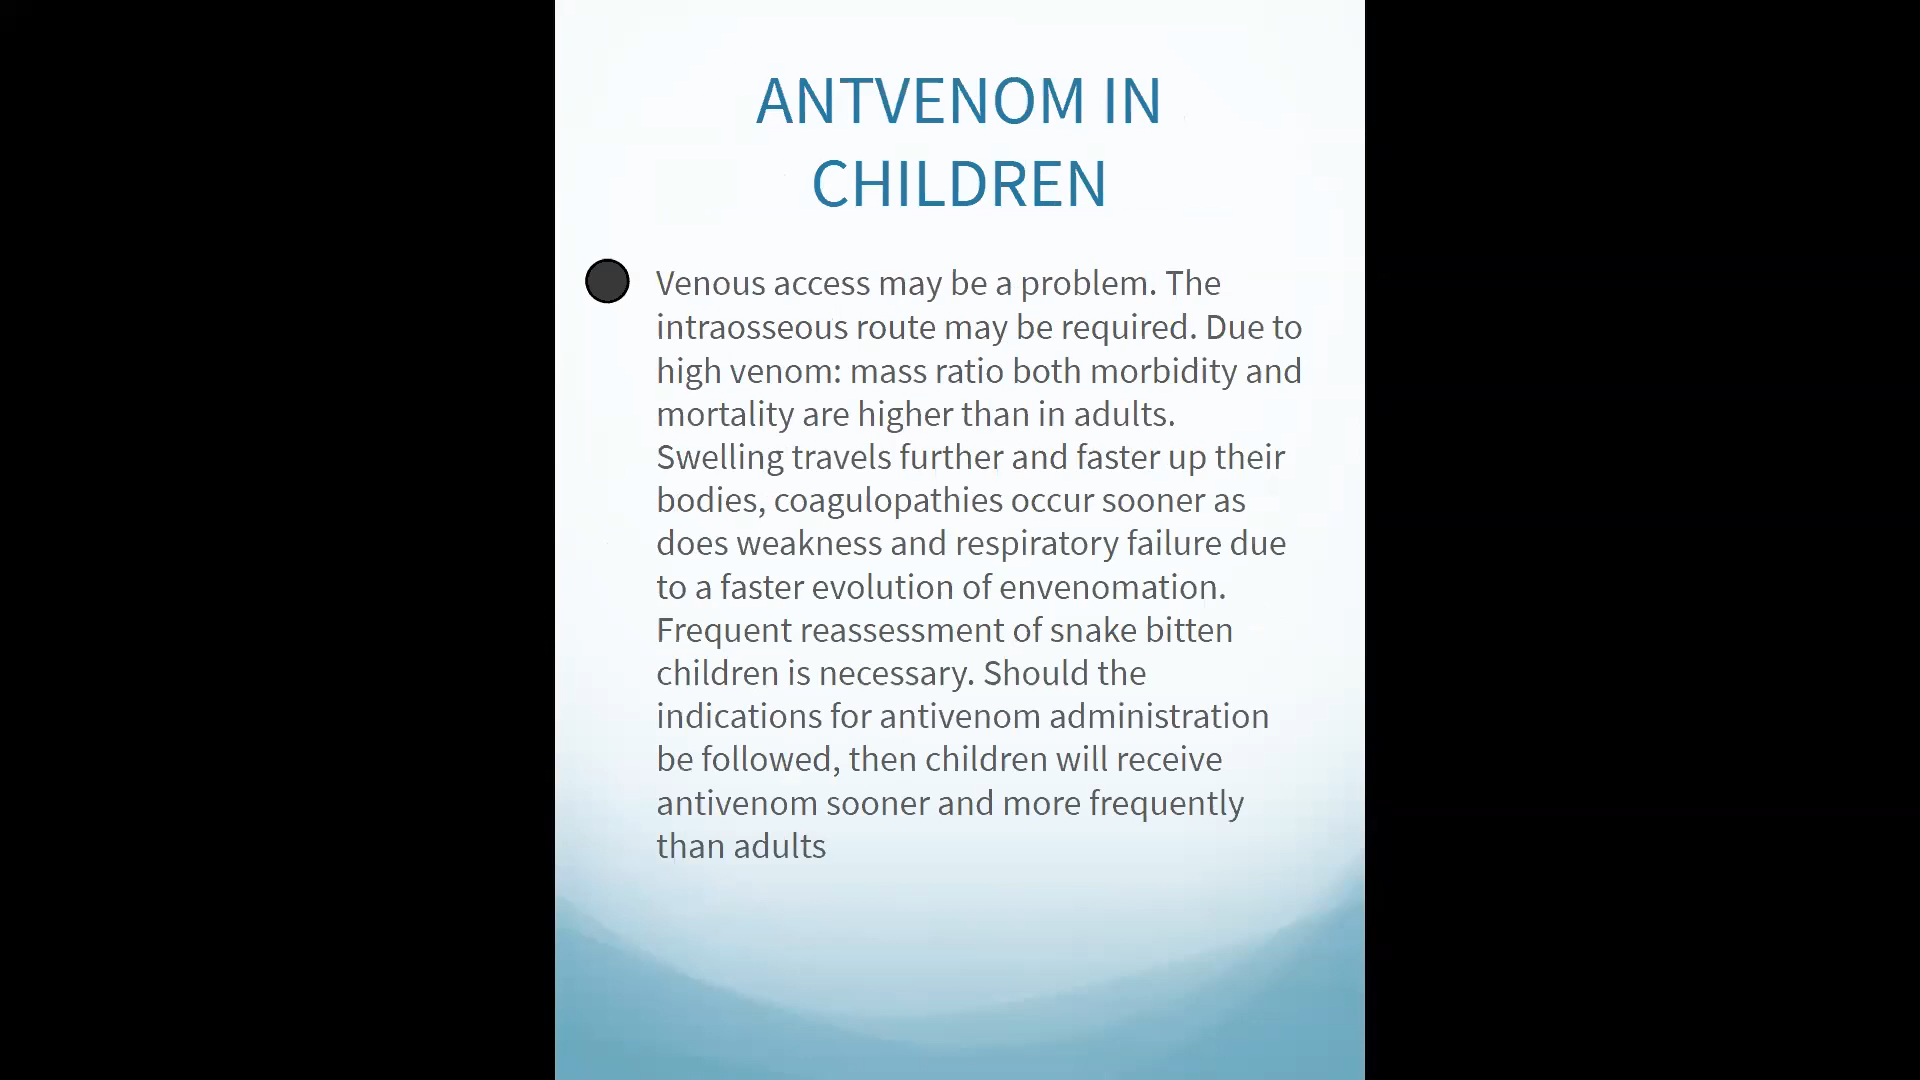 ANTVENOM IN
CHILDREN
Venous access may be a problem. The
intraosseous route may be required. Due to
high venom: mass ratio both morbidity and
mortality are higher than in adults.
Swelling travels further and faster up their
bodies, coagulopathies occur sooner as
does weakness and respiratory failure due
to a faster evolution of envenomation.
Frequent reassessment of snake bitten
children is necessary. Should the
indications for antivenom administration
be followed, then children will receive
antivenom sooner and more frequently
than adults